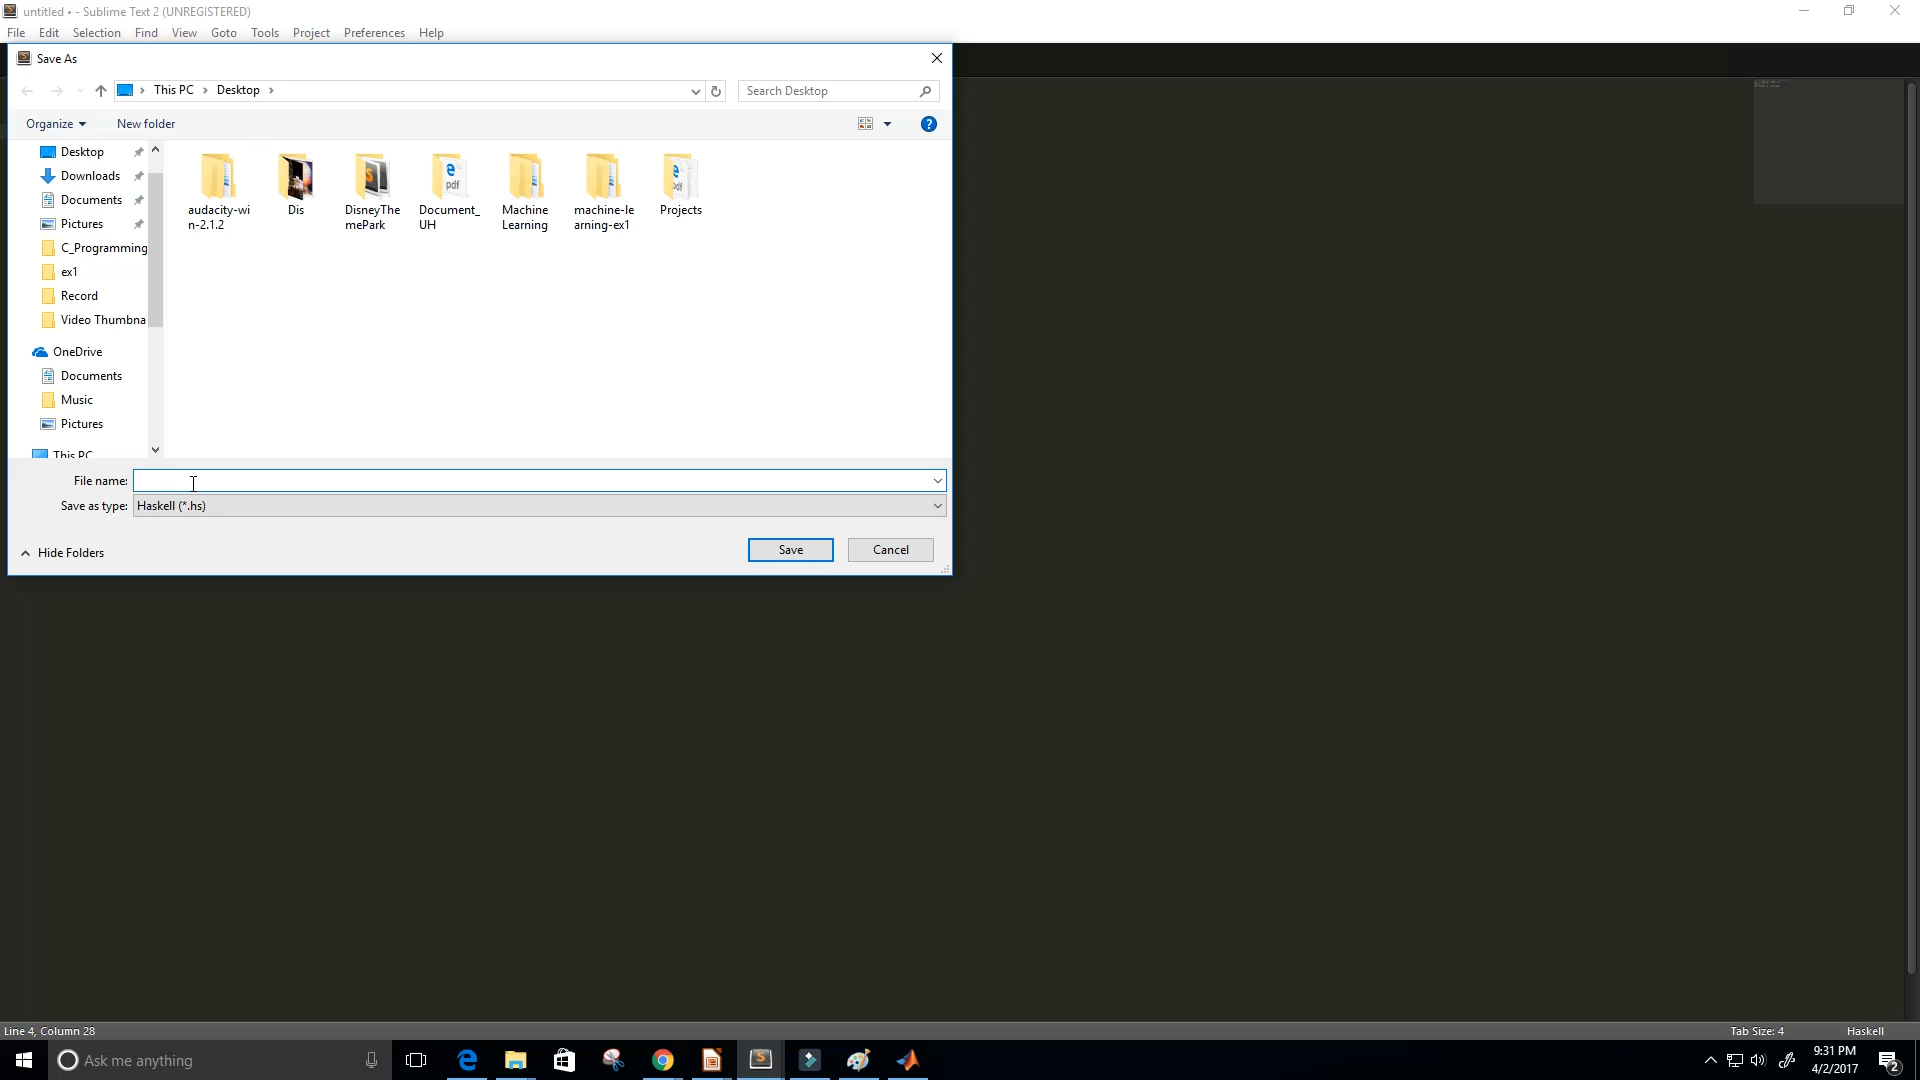 untitled • - Sublime Text 2 (UNREGISTERED)
File Edit Selection Find View Goto Tools Project Preferences Help
Save As
This PC Desktop
Search Desktop
Organize New folder
Desktop
Downloads
Documents
Pictures
C_Programming
ex1
Record
Video Thumbna
OneDrive
Documents
Music
Pictures
This PC
audacity-wi
n-2.1.2
Dis
DisneyThe
mePark
Document_
UH
Machine
Learning
machine-le
arning-ex1
Projects
File name:
Save as type: Haskell (*.hs)
Hide Folders
Save Cancel
Line 4, Column 28
Tab Size: 4 Haskell
Ask me anything
9:31 PM
4/2/2017
2